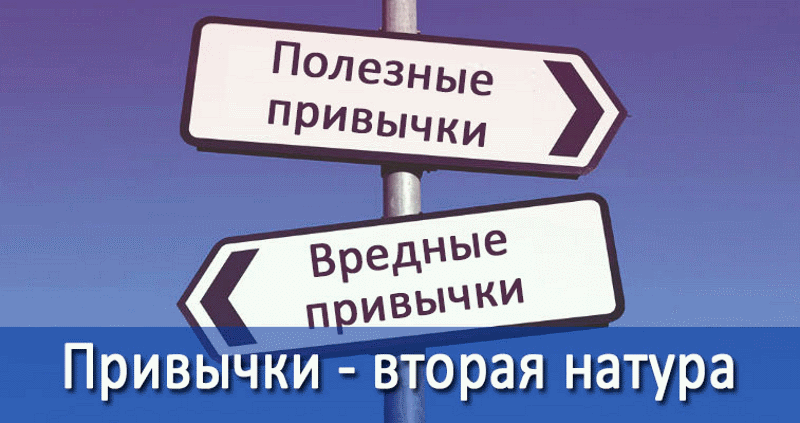 Полезные
привычки
Вредные
привычки
Привычки - вторая натура